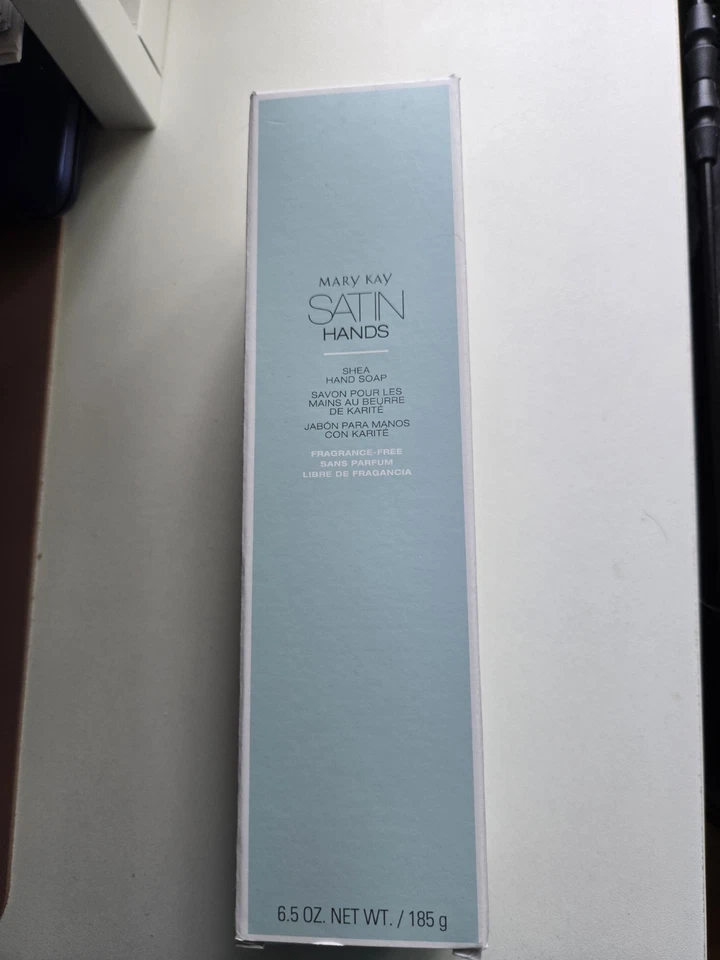 MARY KAY
SATIN
HANDS
SHEA
HAND SOAP
SAVON POUR LES
MAINS AU BEURRE
DE KARITÉ
JABÓN PARA MANOS
CON KARITÉ
FRAGRANCE-FREE
SANS PARFUM
LIBRE DE FRAGANCIA
6.5 OZ. NET WT. / 185 g